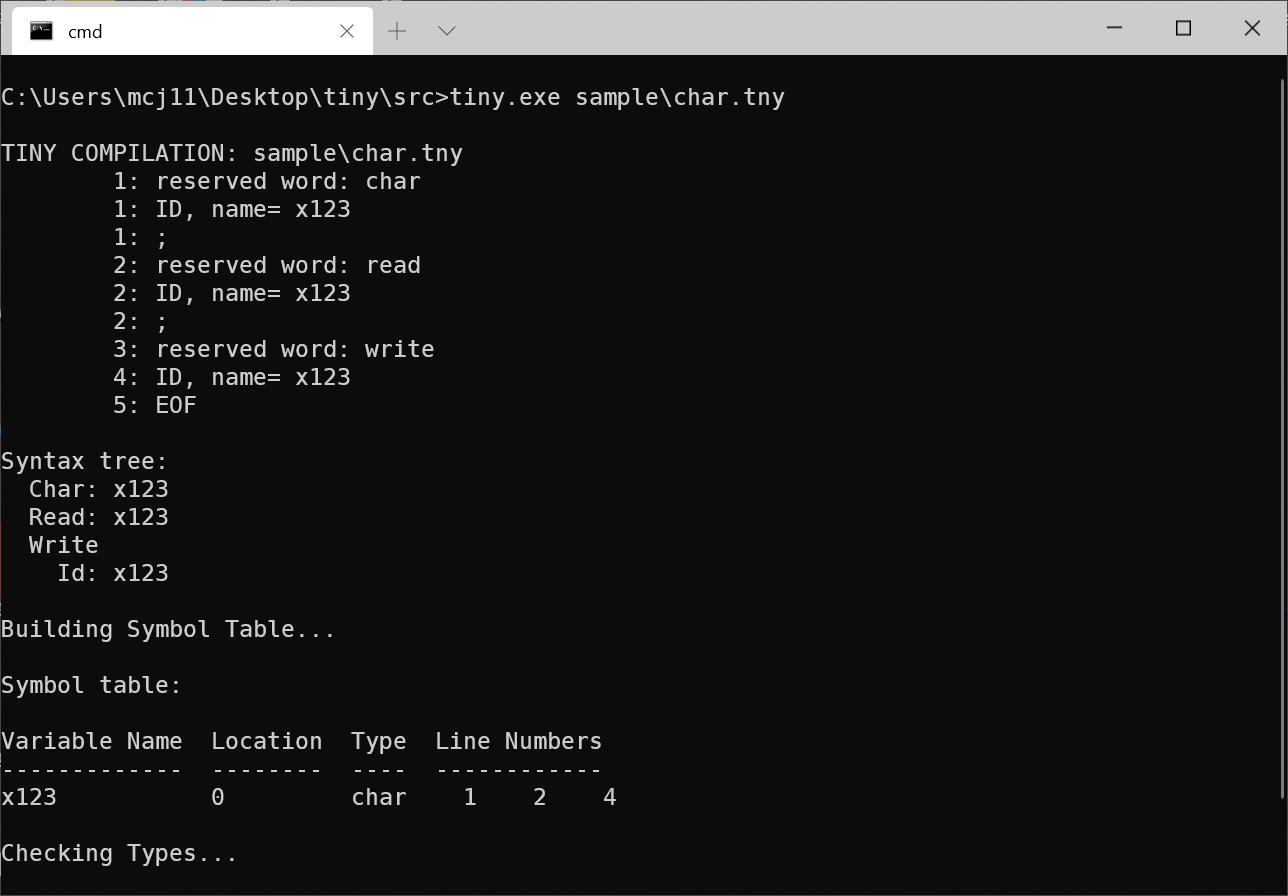 cmd
C:\Users\mcj11\Desktop\tiny\src>tiny.exe sample\char.tny
TINY COMPILATION: sample\char.tny
1: reserved word: char
1: ID, name= x123
1: ;
2: reserved word: read
2: ID, name= x123
2: ;
3: reserved word: write
4: ID, name= x123
5: EOF
Syntax tree:
Char: x123
Read: x123
Write
Id: x123
Building Symbol Table...
Symbol table:
Variable Name  Location  Type  Line Numbers
-------------  --------  ----  ------------
x123           0         char    1    2    4
Checking Types...